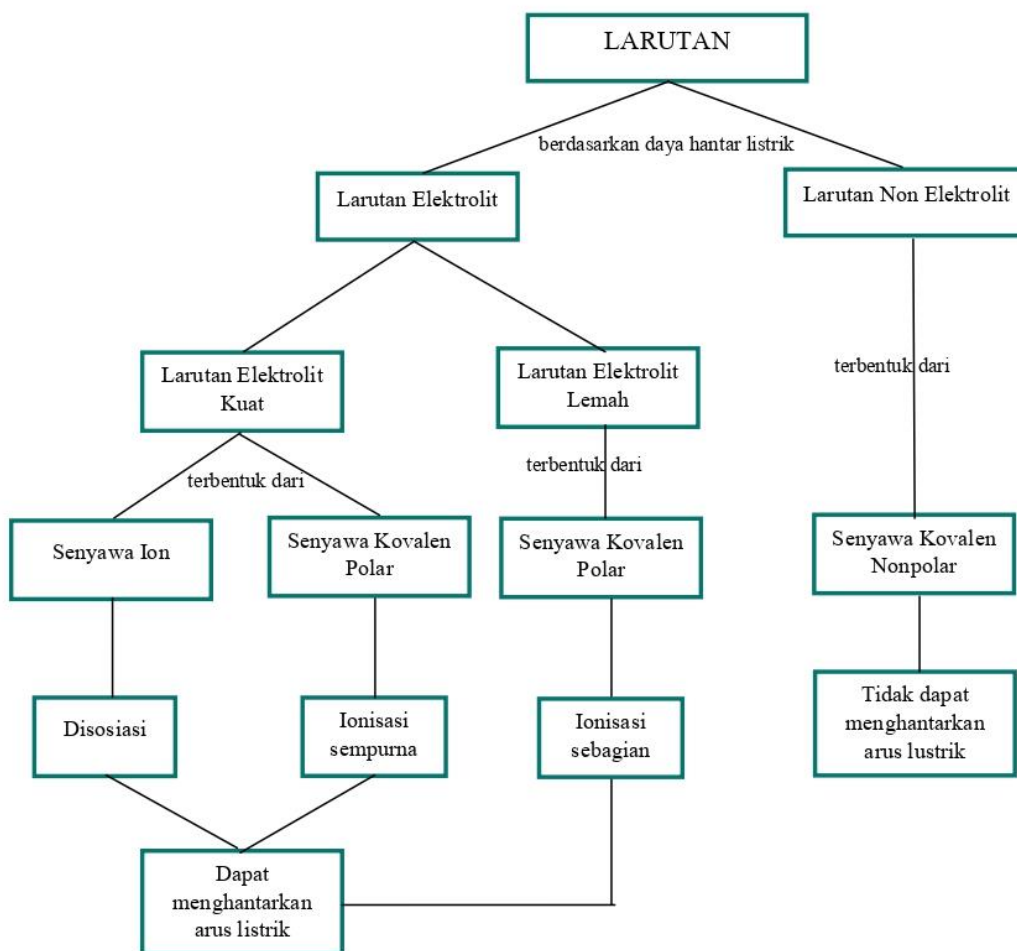 LARUTAN
berdasarkan daya hantar listrik
Larutan Elektrolit
Larutan Non Elektrolit
Larutan Elektrolit
Kuat
Larutan Elektrolit
Lemah
terbentuk dari
terbentuk dari
terbentuk dari
Senyawa Ion
Senyawa Kovalen
Polar
Senyawa Kovalen
Polar
Senyawa Kovalen
Nonpolar
Disosiasi
Ionisasi
sempurna
Ionisasi
sebagian
Tidak dapat
menghantarkan
arus lustrik
Dapat
menghantarkan
arus listrik